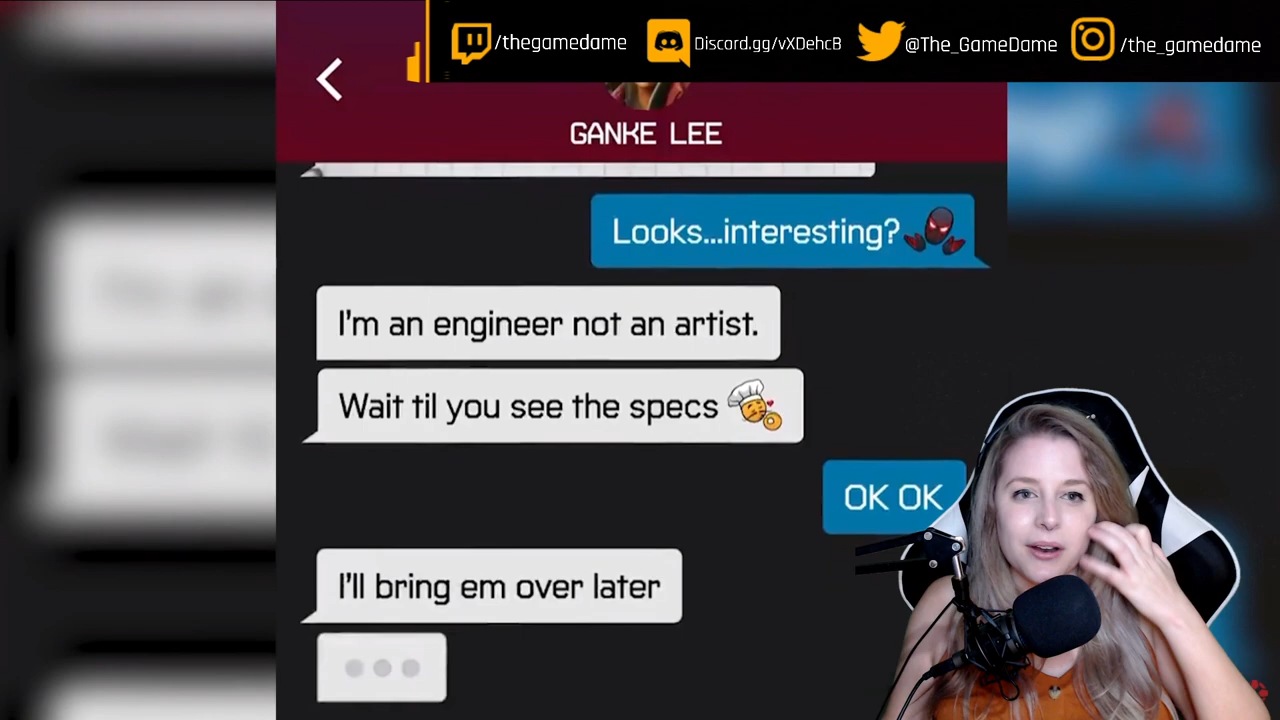 /thegamedame
Discord.gg/vXDehcB
@The_GameDame
/the_gamedame
GANKE LEE
Looks...interesting?
I'm an engineer not an artist.
Wait til you see the specs
OK OK
I'll bring em over later